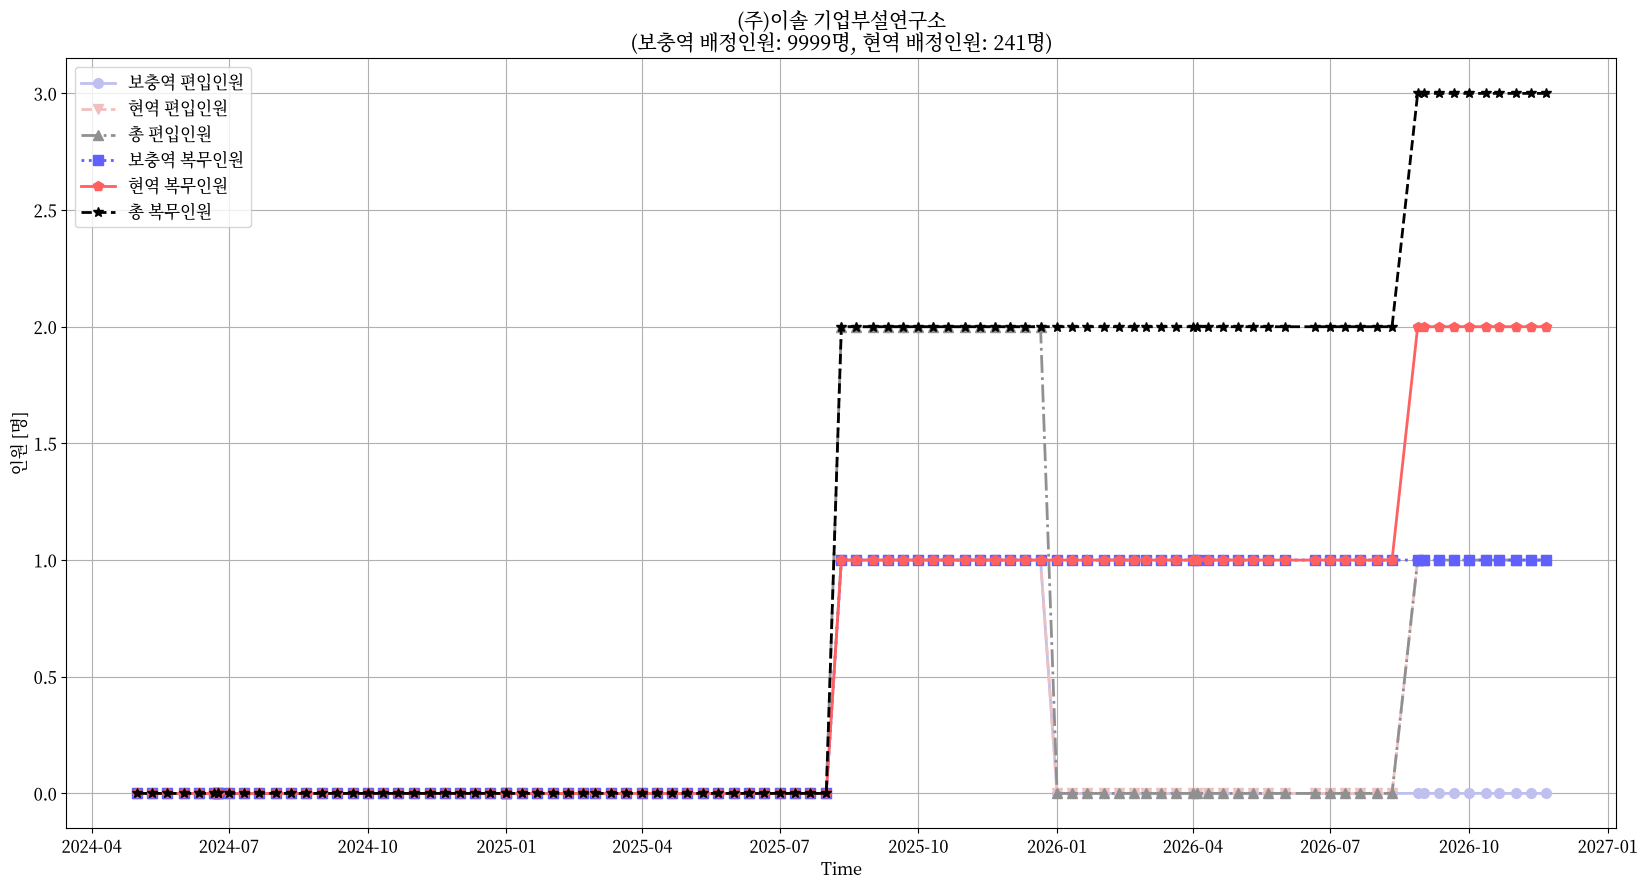 (주)이솔 기업부설연구소
(보충역 배정인원: 9999명, 현역 배정인원: 241명)
보충역 편입인원
현역 편입인원
총 편입인원
보충역 복무인원
현역 복무인원
총 복무인원
3.0
2.5
2.0
1.5
1.0
0.5
0.0
인원 [명]
2024-04 2024-07 2024-10 2025-01 2025-04 2025-07 2025-10 2026-01 2026-04 2026-07 2026-10 2027-01
Time